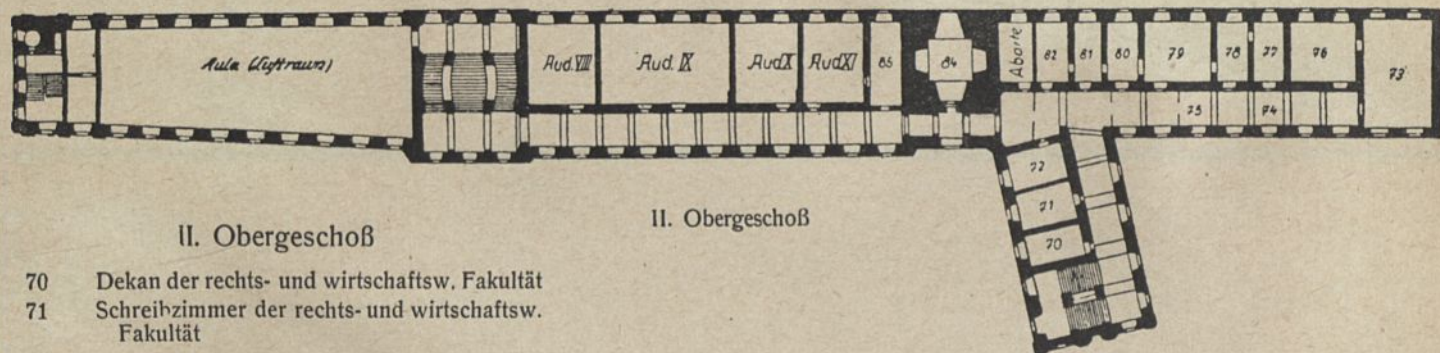 Aula (Luftraum)
Aud. VIII
Aud. IX
Aud X
Aud XI
85
84
Aborte
82
81
80
79
78
77
76
73
75
74
72
71
70
II. Obergeschoß
II. Obergeschoß
70 Dekan der rechts- und wirtschaftsw. Fakultät
71 Schreibzimmer der rechts- und wirtschaftsw.
Fakultät